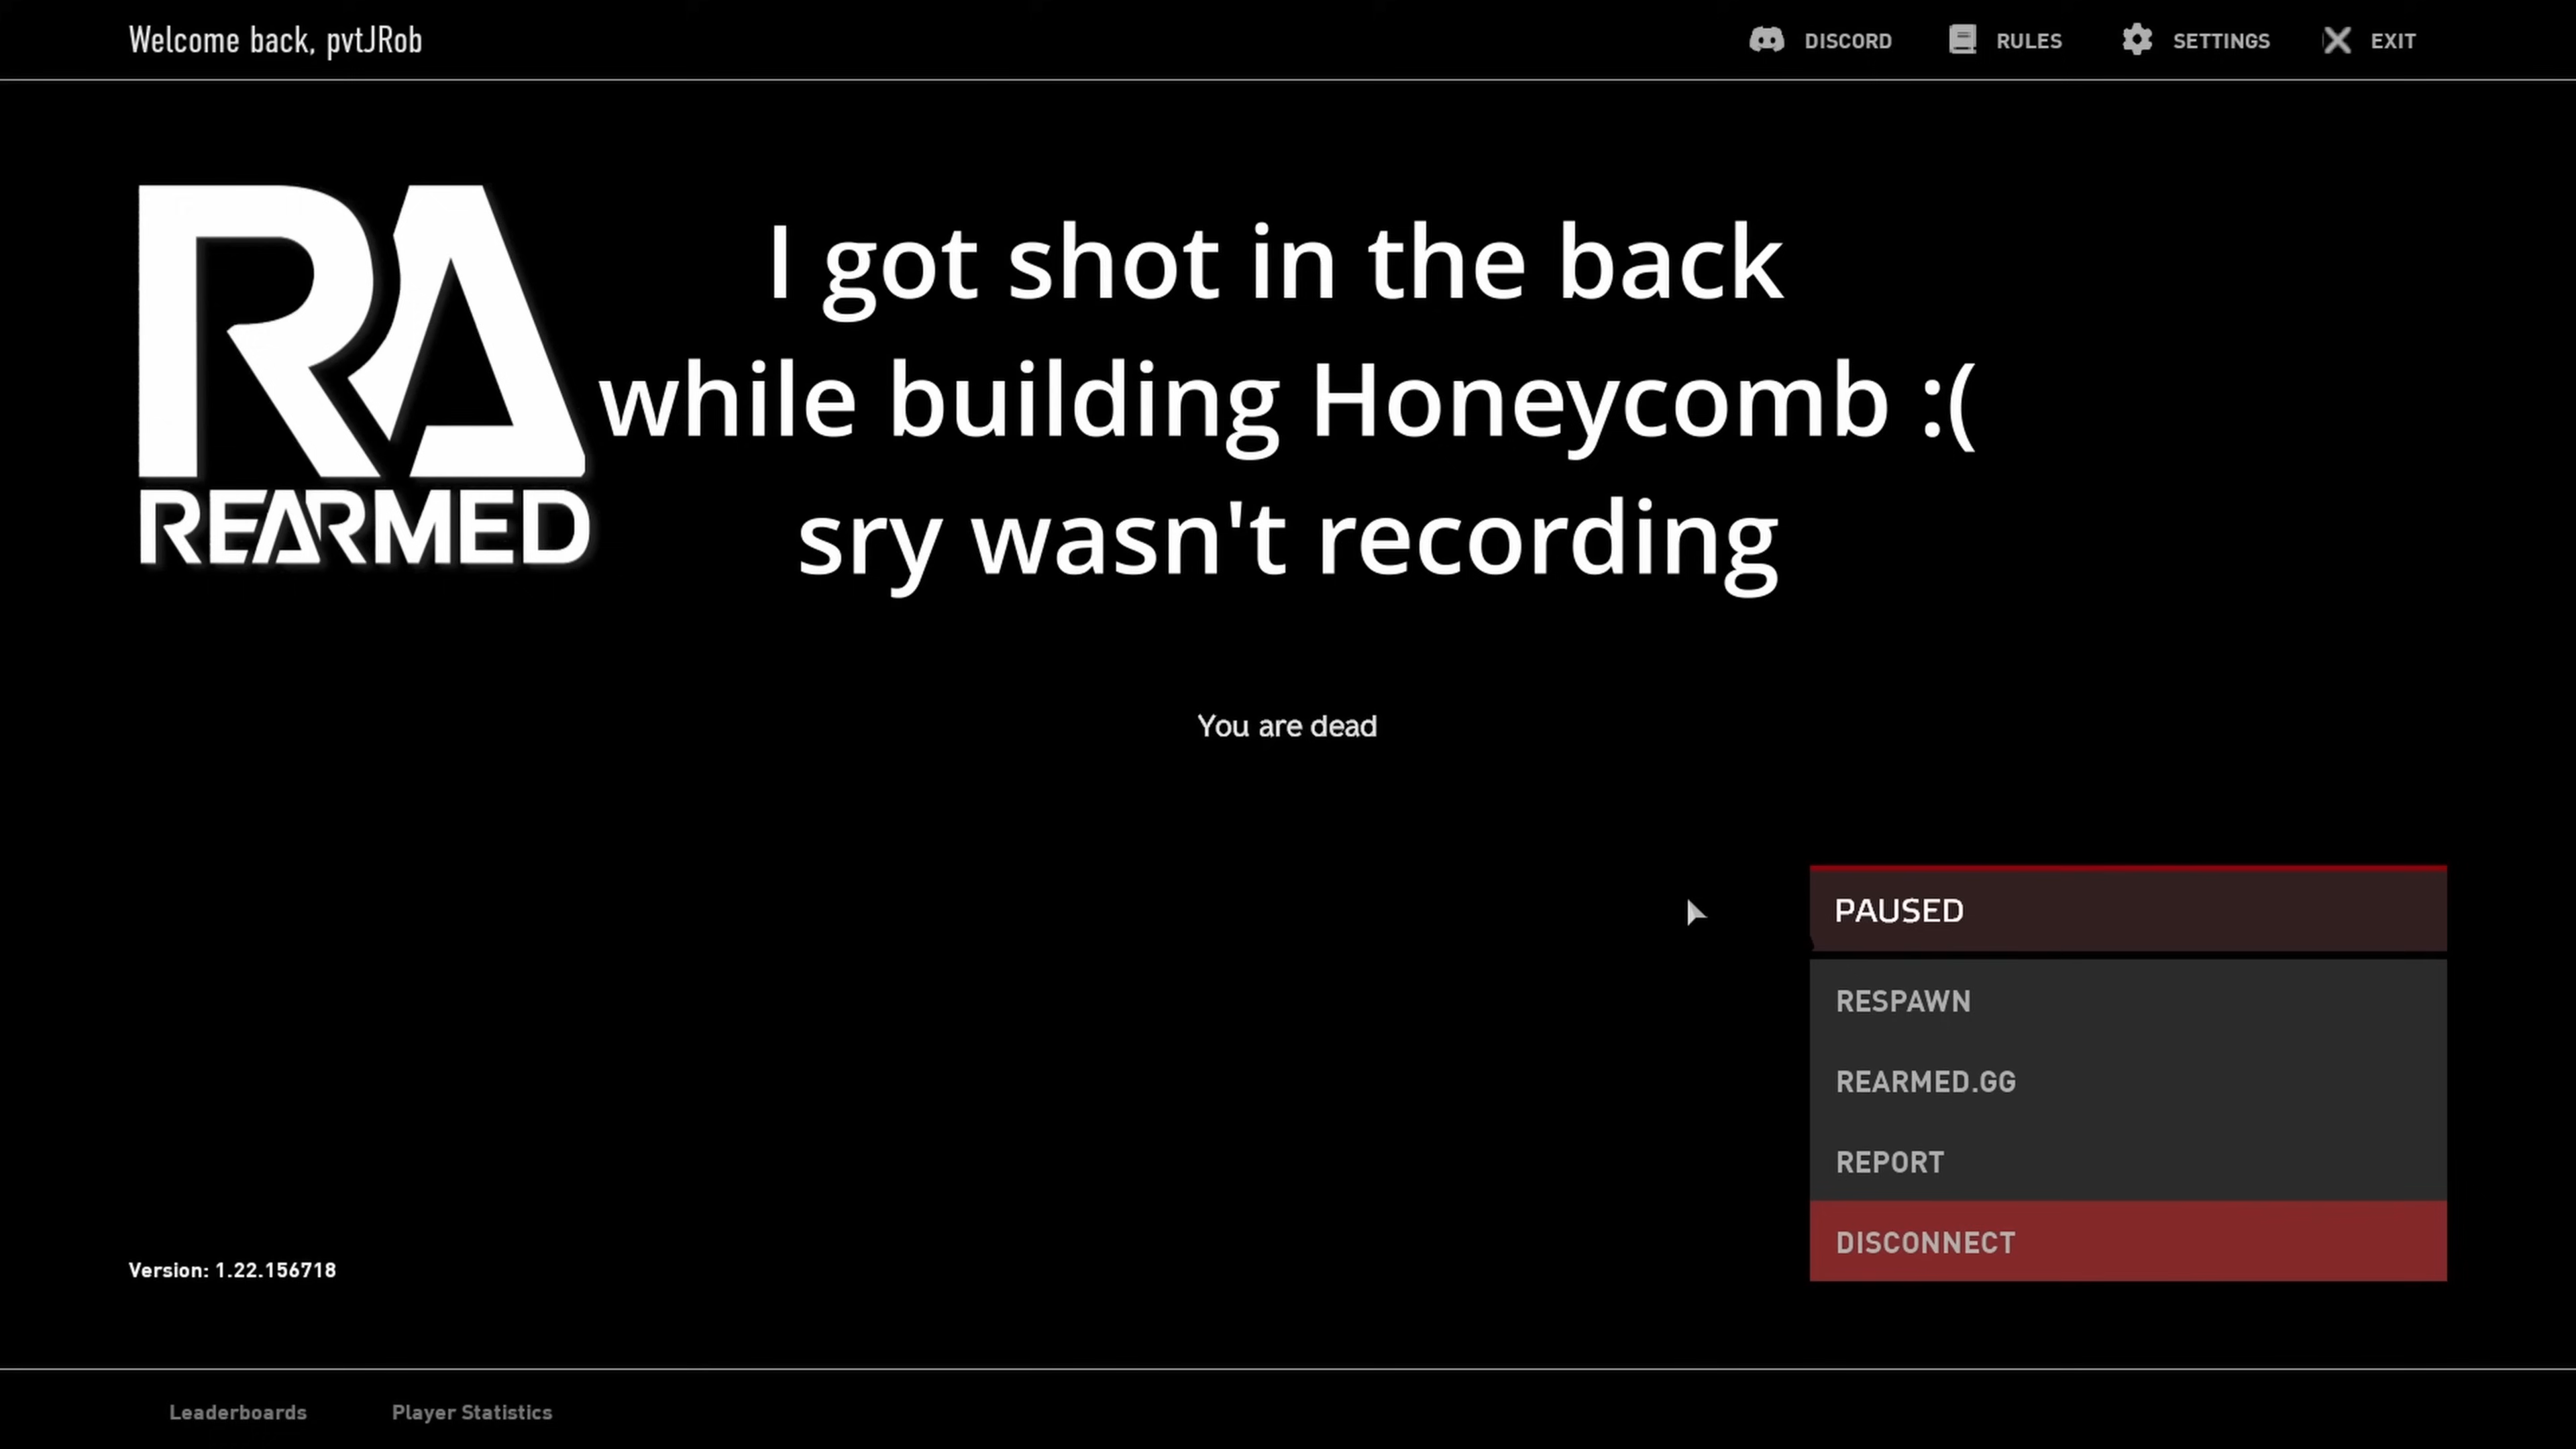 Welcome back, pvtJRob
DISCORD
RULES
SETTINGS
EXIT
RA
REARMED
I got shot in the back
while building Honeycomb :(
sry wasn't recording
You are dead
PAUSED
RESPAWN
REARMED.GG
REPORT
DISCONNECT
Version: 1.22.156718
Leaderboards
Player Statistics